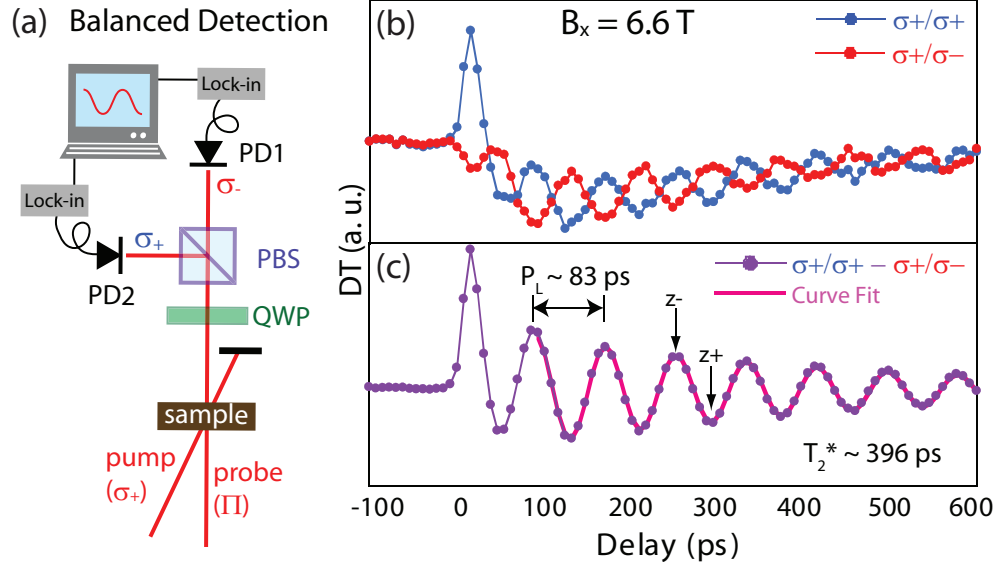 (a) Balanced Detection
Lock-in
PD1
σ-
Lock-in
σ+
PBS
PD2
QWP
sample
pump
(σ+)
probe
(Π)
(b) Bx = 6.6 T
σ+/σ+
σ+/σ−
DT (a. u.)
(c)
σ+/σ+ − σ+/σ−
Curve Fit
PL ~ 83 ps
z-
z+
T2* ~ 396 ps
-100 0 100 200 300 400 500 600
Delay (ps)